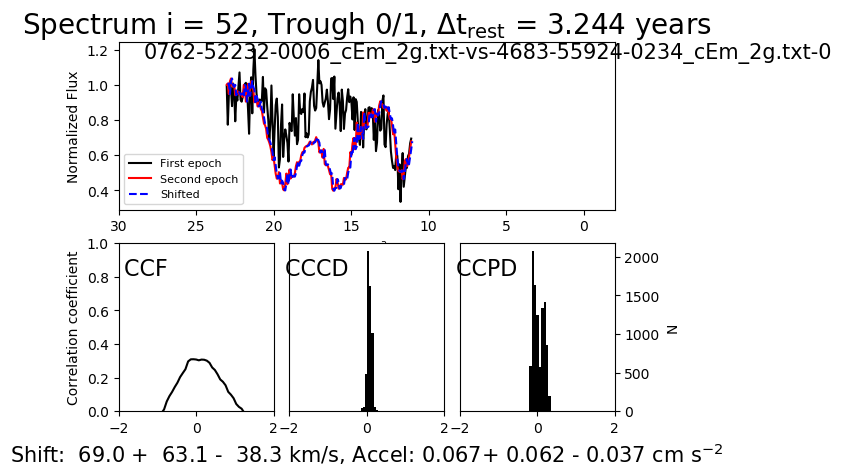 Spectrum i = 52, Trough 0/1, Δt_rest = 3.244 years
0762-52232-0006_cEm_2g.txt-vs-4683-55924-0234_cEm_2g.txt-0
Normalized Flux
1.2
1.0
0.8
0.6
0.4
First epoch
Second epoch
Shifted
30 25 20 15 10 5 0
Correlation coefficient
1.0
0.8
0.6
0.4
0.2
0.0
CCF
CCCD
CCPD
2000
1500
1000
500
0
N
−2 0 2
−2 0 2
−2 0 2
Shift: 69.0 + 63.1 - 38.3 km/s, Accel: 0.067+ 0.062 - 0.037 cm s⁻²